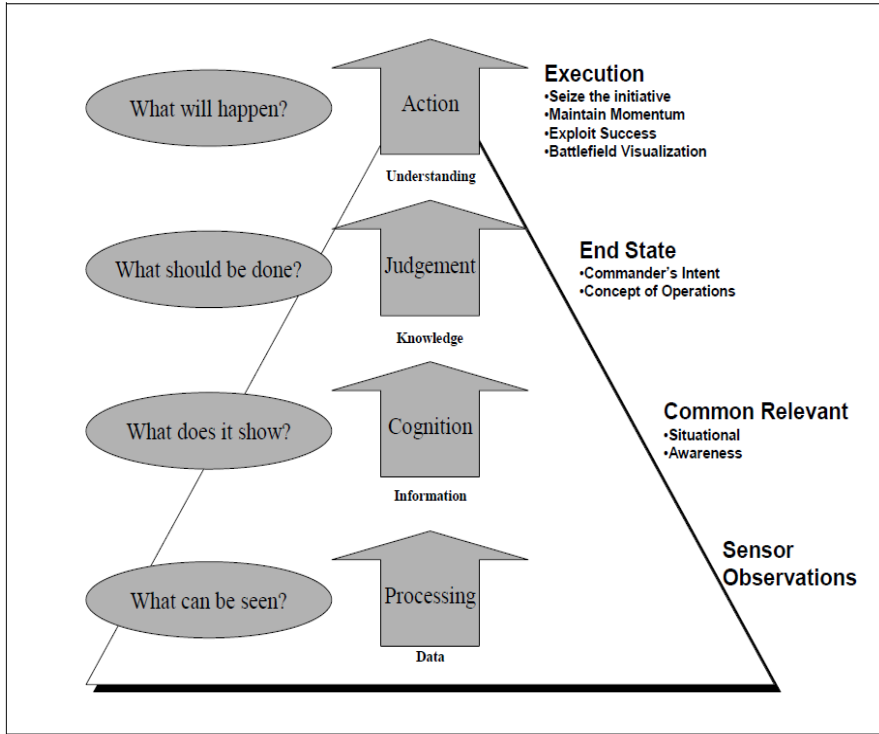 What will happen?
Action
Execution
•Seize the initiative
•Maintain Momentum
•Exploit Success
•Battlefield Visualization
Understanding
What should be done?
Judgement
End State
•Commander's Intent
•Concept of Operations
Knowledge
What does it show?
Cognition
Common Relevant
•Situational
•Awareness
Information
What can be seen?
Processing
Sensor
Observations
Data